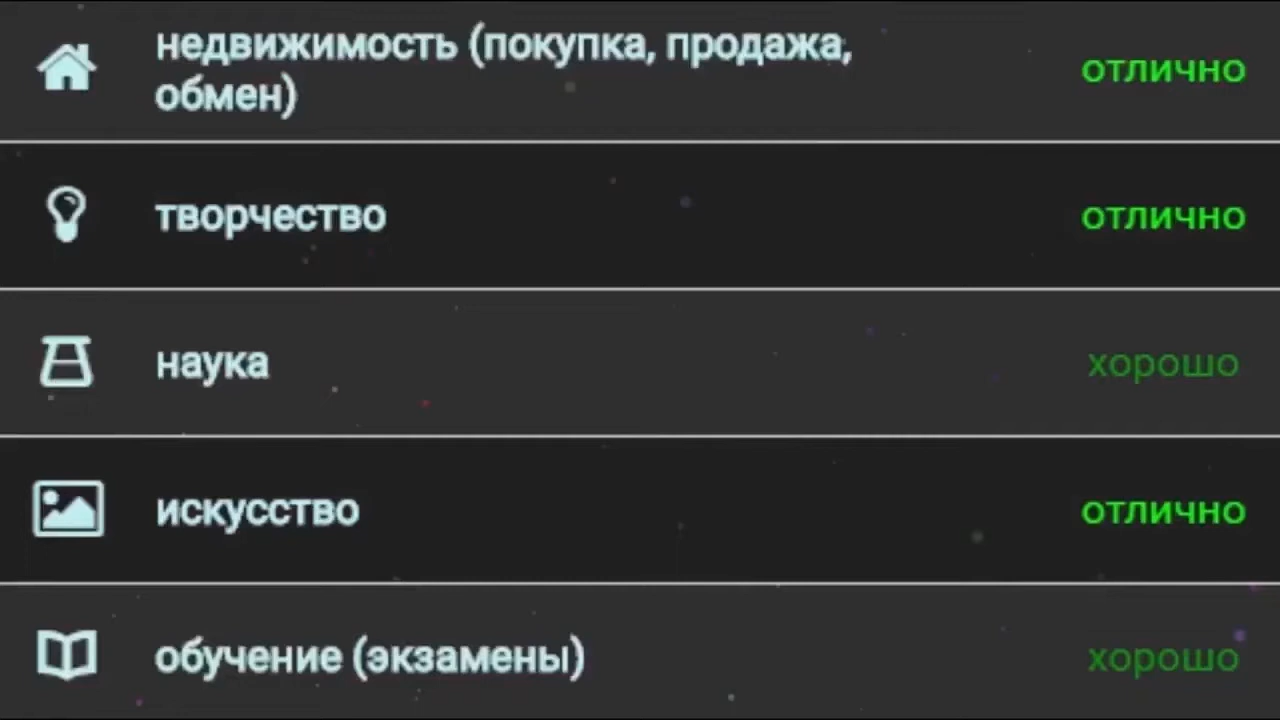 недвижимость (покупка, продажа,
обмен)
отлично
творчество
отлично
наука
хорошо
искусство
отлично
обучение (экзамены)
хорошо